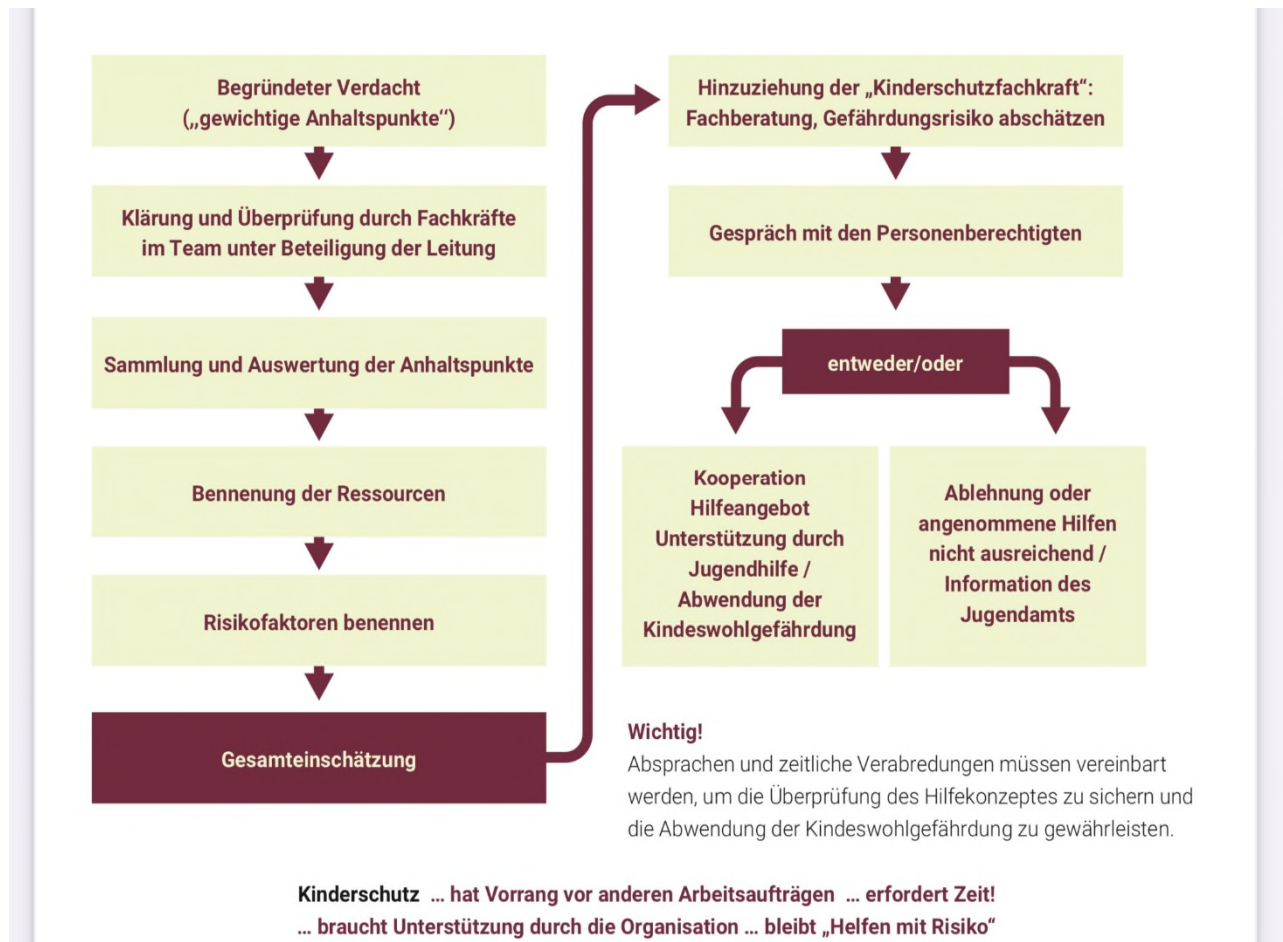 Begründeter Verdacht
(„gewichtige Anhaltspunkte“)
Klärung und Überprüfung durch Fachkräfte
im Team unter Beteiligung der Leitung
Sammlung und Auswertung der Anhaltspunkte
Bennenung der Ressourcen
Risikofaktoren benennen
Gesamteinschätzung
Hinzuziehung der „Kinderschutzfachkraft“:
Fachberatung, Gefährdungsrisiko abschätzen
Gespräch mit den Personenberechtigten
entweder/oder
Kooperation
Hilfeangebot
Unterstützung durch
Jugendhilfe /
Abwendung der
Kindeswohlgefährdung
Ablehnung oder
angenommene Hilfen
nicht ausreichend /
Information des
Jugendamts
Wichtig!
Absprachen und zeitliche Verabredungen müssen vereinbart
werden, um die Überprüfung des Hilfekonzeptes zu sichern und
die Abwendung der Kindeswohlgefährdung zu gewährleisten.
Kinderschutz ... hat Vorrang vor anderen Arbeitsaufträgen ... erfordert Zeit!
... braucht Unterstützung durch die Organisation ... bleibt „Helfen mit Risiko“